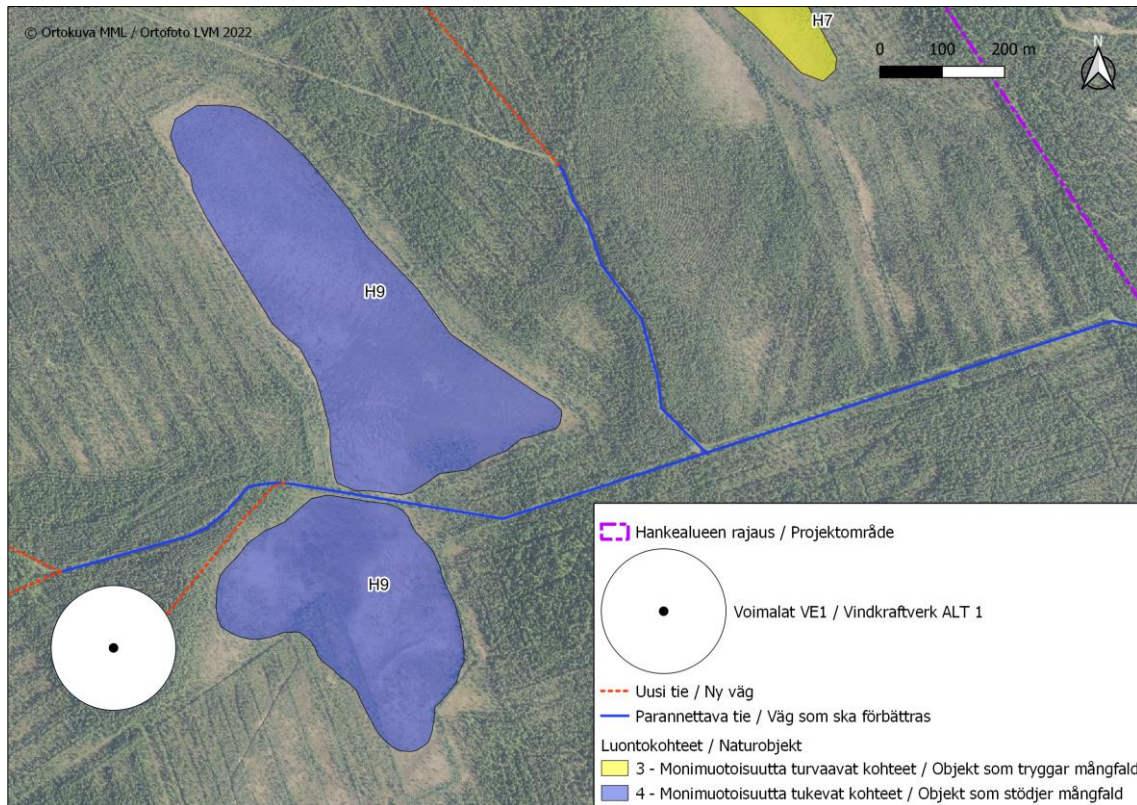 © Ortokuva MML / Ortofoto LVM 2022
H7
0 100 200 m
N
H9
H9
Hankealueen rajaus / Projektområde
Voimalat VE1 / Vindkraftverk ALT 1
Uusi tie / Ny väg
Parannettava tie / Väg som ska förbättras
Luontokohteet / Naturobjekt
3 - Monimuotoisuutta turvaavat kohteet / Objekt som tryggar mångfald
4 - Monimuotoisuutta tukevat kohteet / Objekt som stödjer mångfald